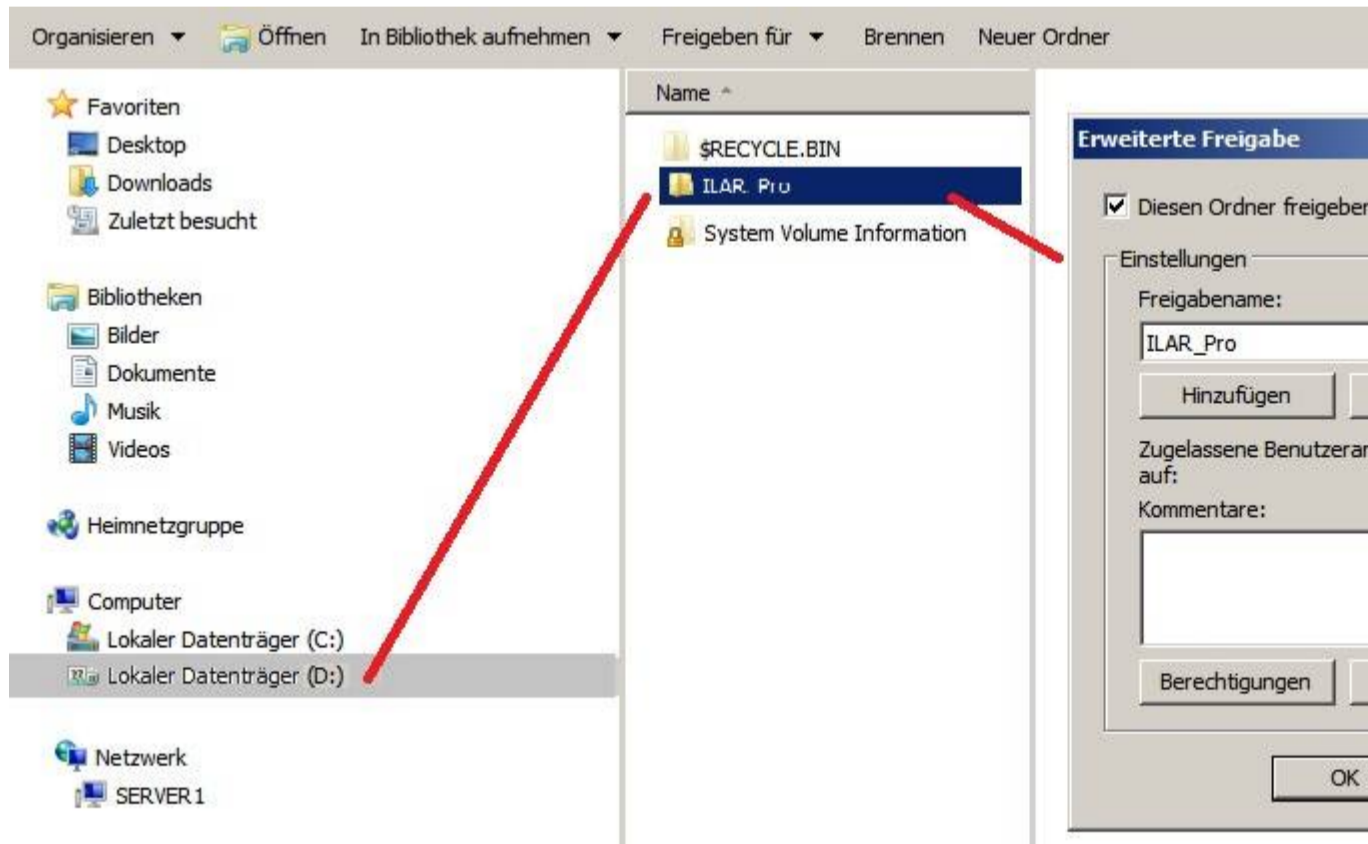 Organisieren Öffnen In Bibliothek aufnehmen Freigeben für Brennen Neuer Ordner
Favoriten
Desktop
Downloads
Zuletzt besucht
Bibliotheken
Bilder
Dokumente
Musik
Videos
Heimnetzgruppe
Computer
Lokaler Datenträger (C:)
Lokaler Datenträger (D:)
Netzwerk
SERVER1
Name
$RECYCLE.BIN
ILAR_Pro
System Volume Information
Erweiterte Freigabe
Diesen Ordner freigeben
Einstellungen
Freigabename:
ILAR_Pro
Hinzufügen
Zugelassene Benutzeran
auf:
Kommentare:
Berechtigungen
OK